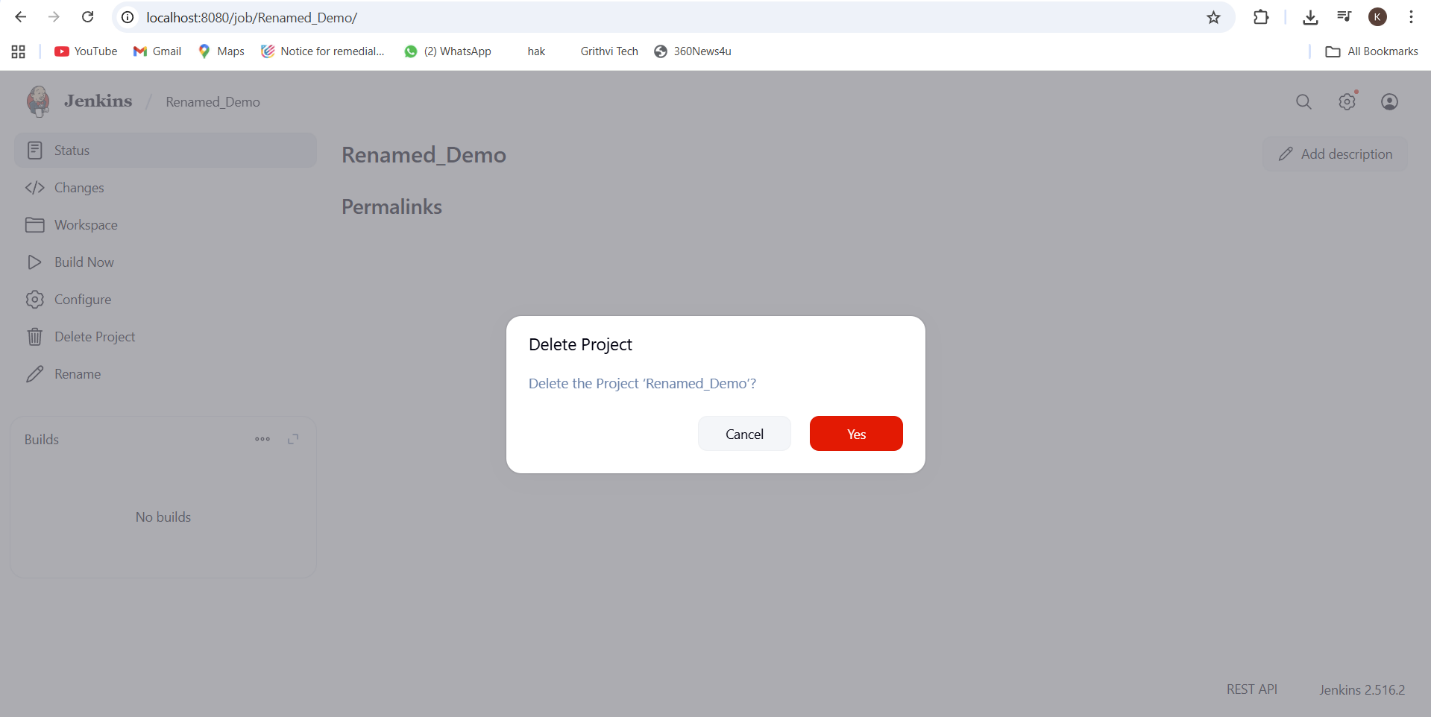 localhost:8080/job/Renamed_Demo/
K
YouTube Gmail Maps Notice for remedial... (2) WhatsApp hak Grithvi Tech 360News4u All Bookmarks
Jenkins / Renamed_Demo
Status
Changes
Workspace
Build Now
Configure
Delete Project
Rename
Builds
No builds
Renamed_Demo
Add description
Permalinks
Delete Project
Delete the Project ‘Renamed_Demo’?
Cancel Yes
REST API Jenkins 2.516.2